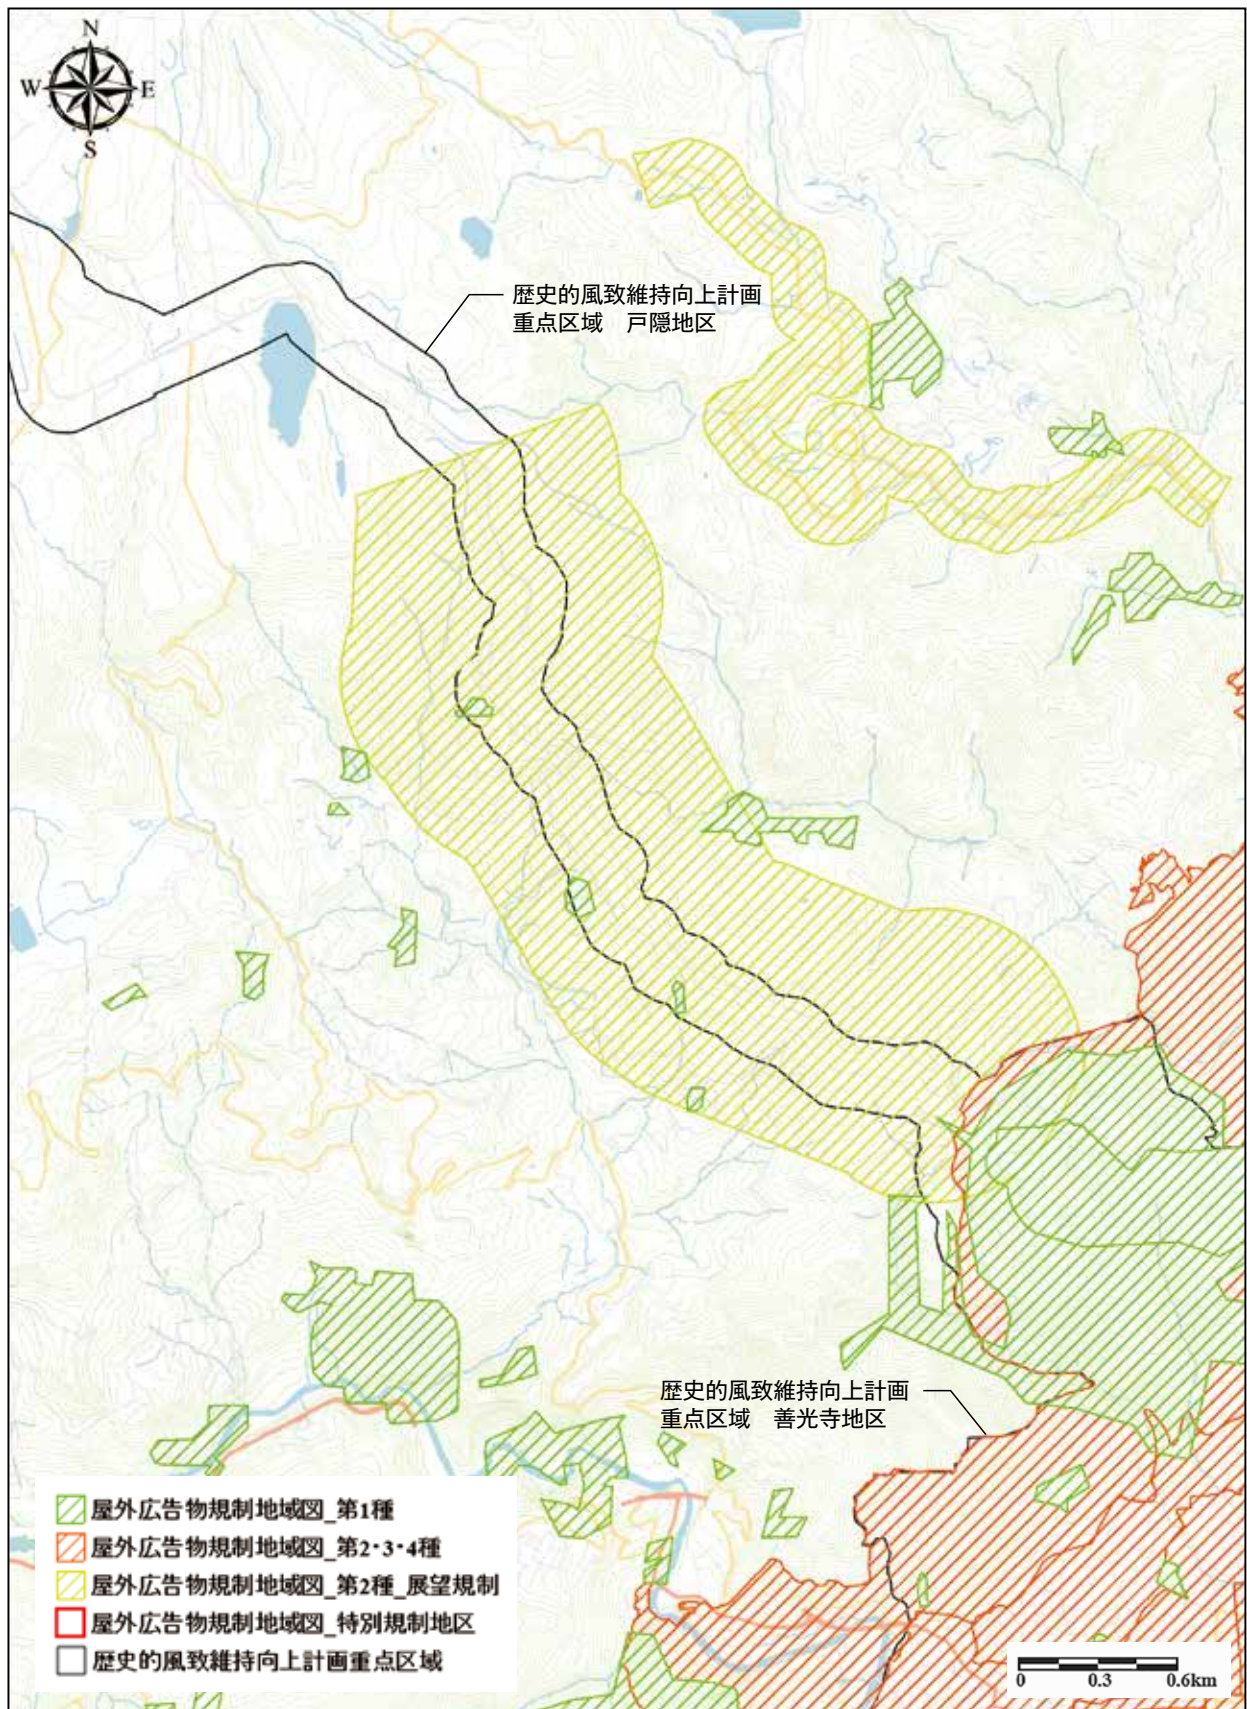 N
W E
S
歴史的風致維持向上計画
重点区域 戸隠地区
歴史的風致維持向上計画
重点区域 善光寺地区
屋外広告物規制地域図_第1種
屋外広告物規制地域図_第2・3・4種
屋外広告物規制地域図_第2種_展望規制
屋外広告物規制地域図_特別規制地区
歴史的風致維持向上計画重点区域
0 0.3 0.6km